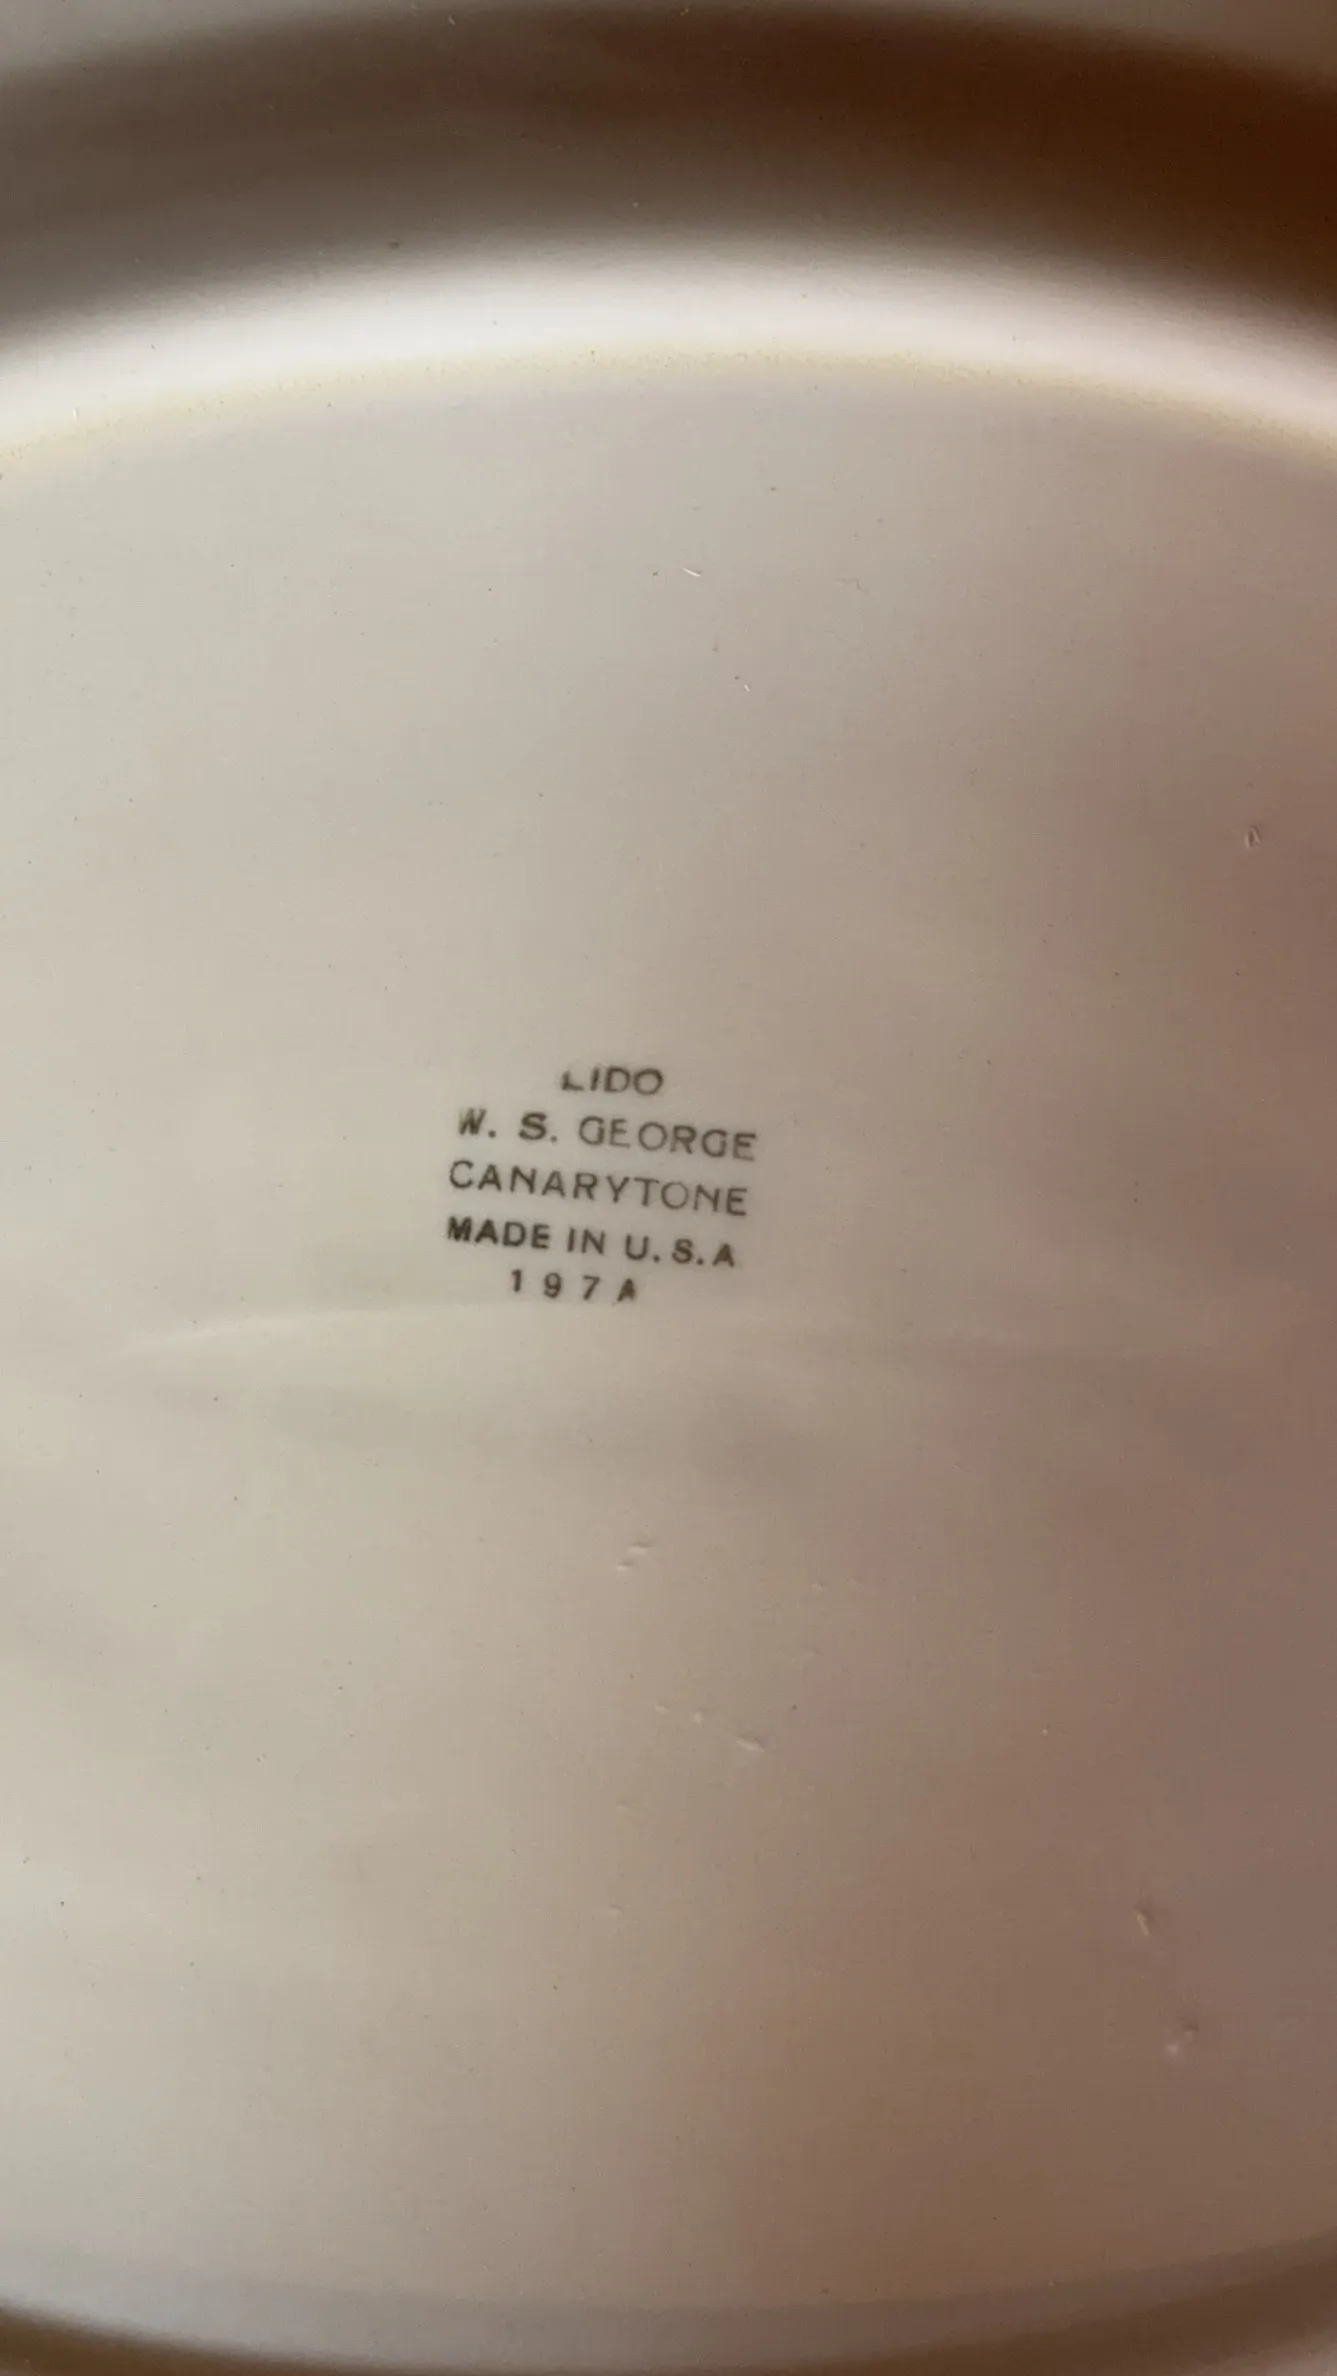 LIDO
W. S. GEORGE
CANARYTONE
MADE IN U.S.A
197A